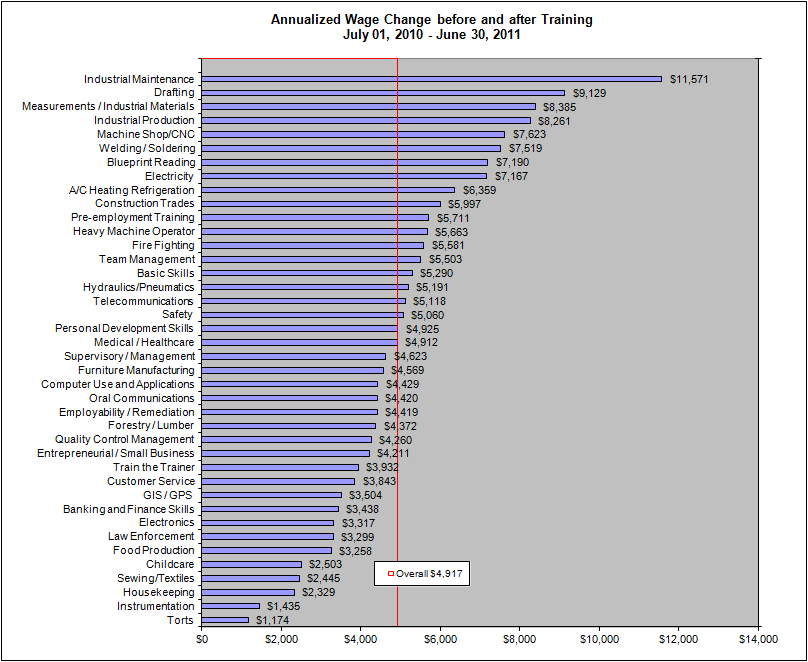 Annualized Wage Change before and after Training
July 01, 2010 - June 30, 2011
Industrial Maintenance $11,571
Drafting $9,129
Measurements / Industrial Materials $8,385
Industrial Production $8,261
Machine Shop/CNC $7,623
Welding / Soldering $7,519
Blueprint Reading $7,190
Electricity $7,167
A/C Heating Refrigeration $6,359
Construction Trades $5,997
Pre-employment Training $5,711
Heavy Machine Operator $5,663
Fire Fighting $5,581
Team Management $5,503
Basic Skills $5,290
Hydraulics/Pneumatics $5,191
Telecommunications $5,118
Safety $5,060
Personal Development Skills $4,925
Medical / Healthcare $4,912
Supervisory / Management $4,623
Furniture Manufacturing $4,569
Computer Use and Applications $4,429
Oral Communications $4,420
Employability / Remediation $4,419
Forestry / Lumber $4,372
Quality Control Management $4,260
Entrepreneurial / Small Business $4,211
Train the Trainer $3,932
Customer Service $3,843
GIS / GPS $3,504
Banking and Finance Skills $3,438
Electronics $3,317
Law Enforcement $3,299
Food Production $3,258
Childcare $2,503
Overall $4,917
Sewing/Textiles $2,445
Housekeeping $2,329
Instrumentation $1,435
Torts $1,174
$0 $2,000 $4,000 $6,000 $8,000 $10,000 $12,000 $14,000